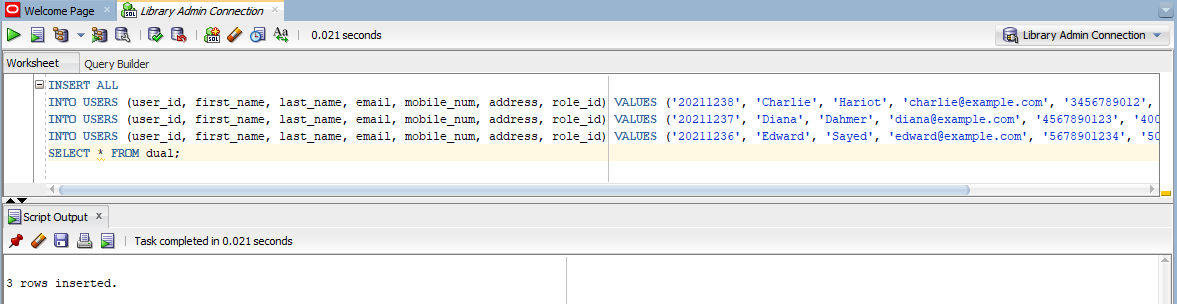 Welcome Page
Library Admin Connection
0.021 seconds
Library Admin Connection
Worksheet Query Builder
INSERT ALL
INTO USERS (user_id, first_name, last_name, email, mobile_num, address, role_id) VALUES ('20211238', 'Charlie', 'Hariot', 'charlie@example.com', '3456789012',
INTO USERS (user_id, first_name, last_name, email, mobile_num, address, role_id) VALUES ('20211237', 'Diana', 'Dahmer', 'diana@example.com', '4567890123', '400
INTO USERS (user_id, first_name, last_name, email, mobile_num, address, role_id) VALUES ('20211236', 'Edward', 'Sayed', 'edward@example.com', '5678901234', '50
SELECT * FROM dual;
Script Output
Task completed in 0.021 seconds
3 rows inserted.